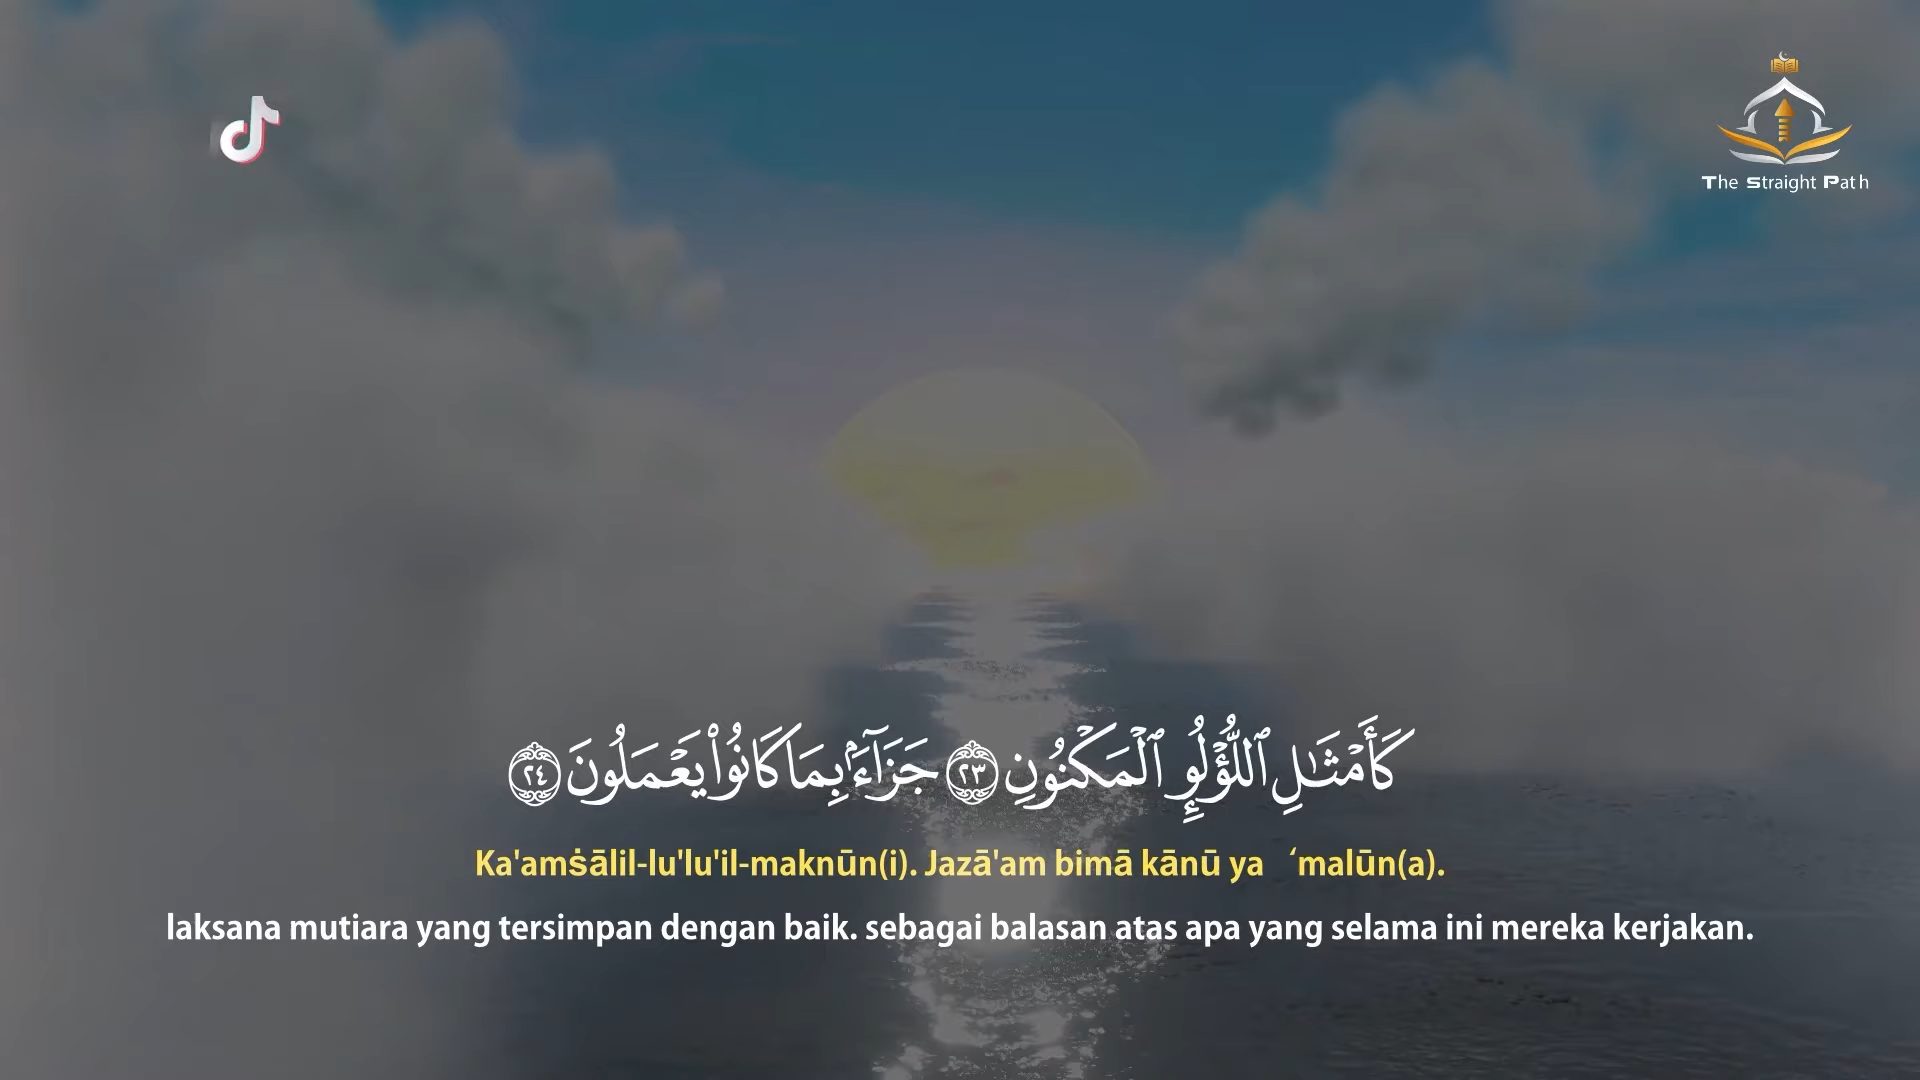 The Straight Path
كَأَمْثَـٰلِ ٱللُّؤْلُؤِ ٱلْمَكْنُونِ ٢٣ جَزَآءًۢ بِمَا كَانُوا۟ يَعْمَلُونَ ٢٤
Ka'amṡālil-lu'lu'il-maknūn(i). Jazā'am bimā kānū ya ‘malūn(a).
laksana mutiara yang tersimpan dengan baik. sebagai balasan atas apa yang selama ini mereka kerjakan.